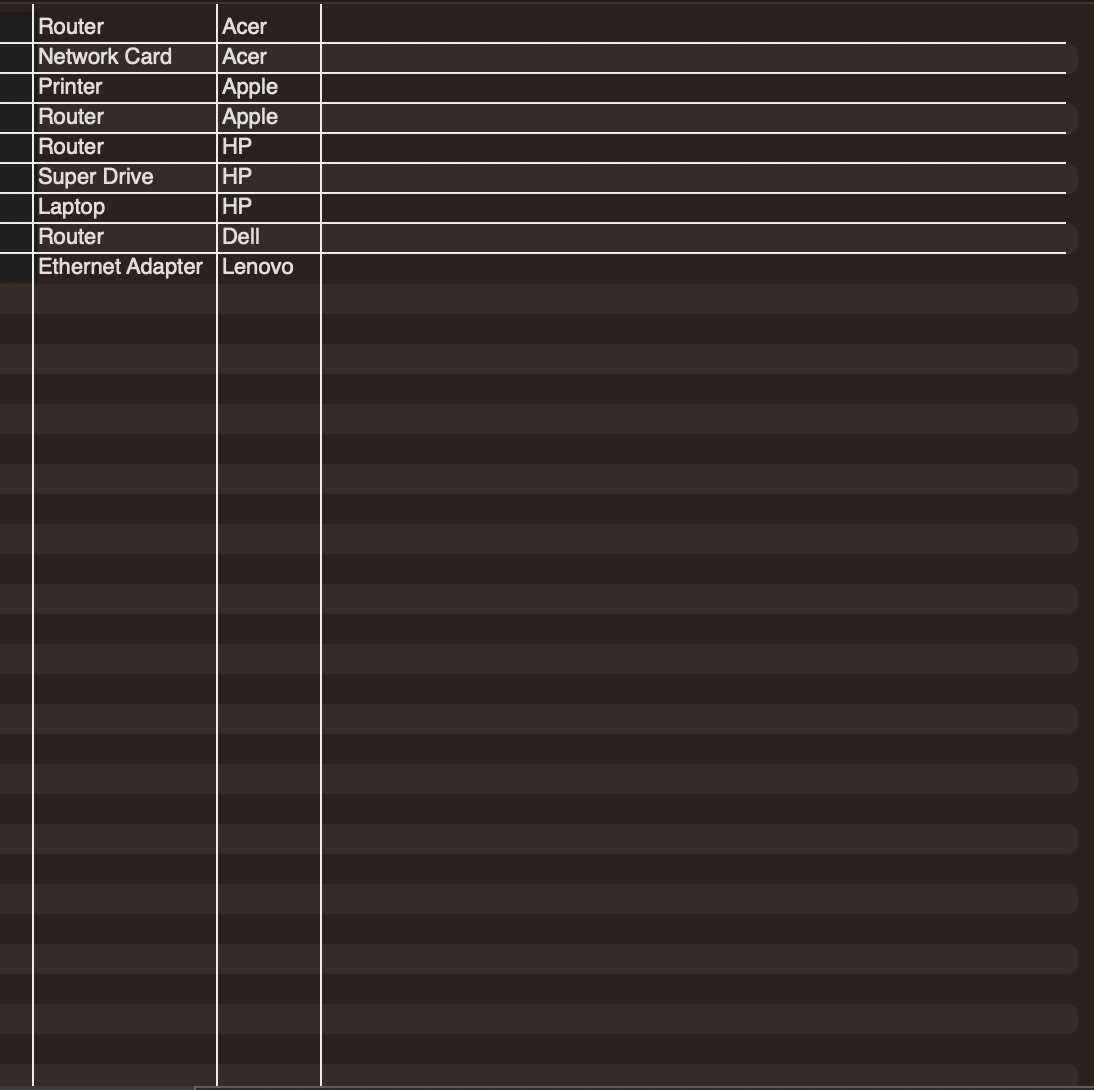 Router Acer
Network Card Acer
Printer Apple
Router Apple
Router HP
Super Drive HP
Laptop HP
Router Dell
Ethernet Adapter Lenovo